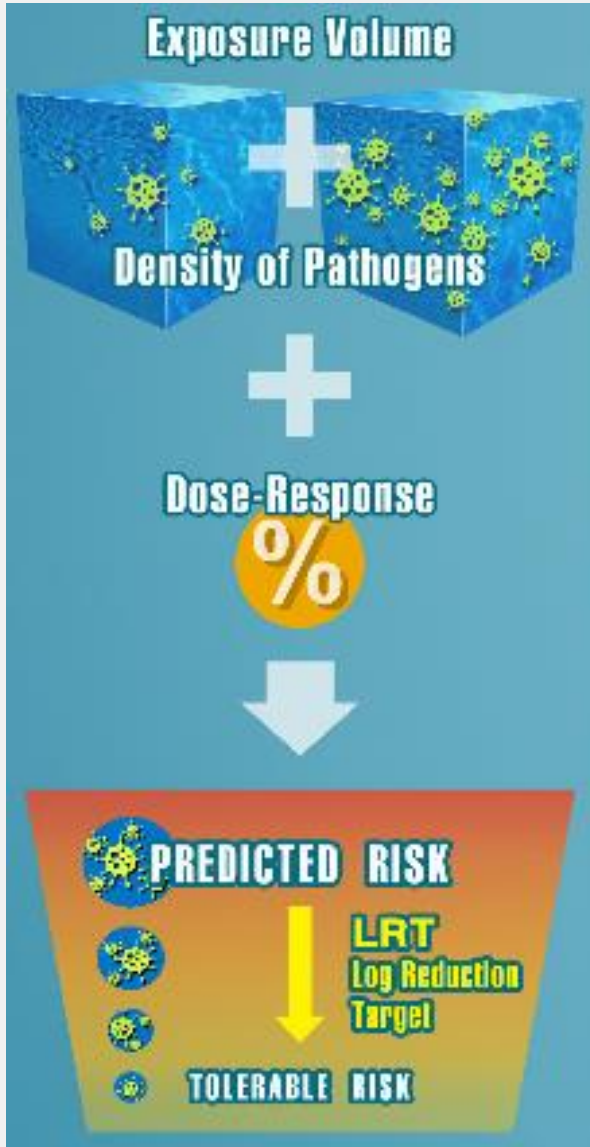 Exposure Volume
Density of Pathogens
Dose-Response
%
PREDICTED RISK
LRT
Log Reduction
Target
TOLERABLE RISK